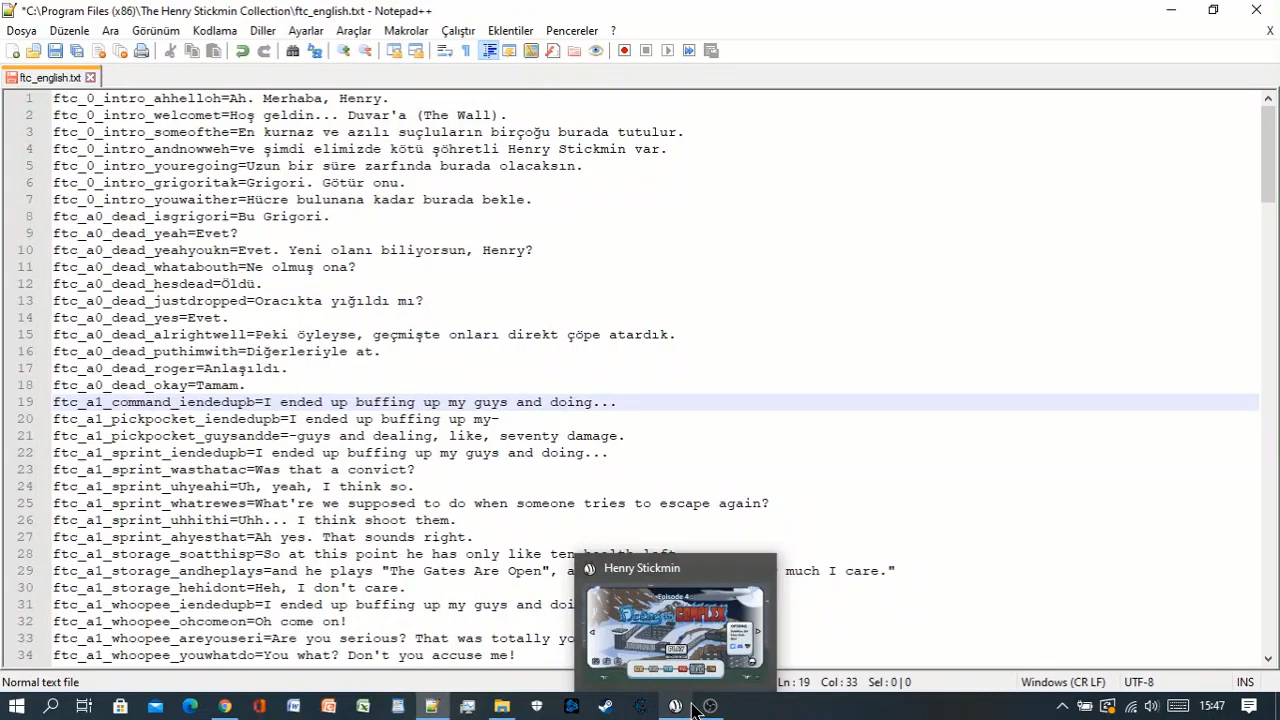 *C:\Program Files (x86)\The Henry Stickmin Collection\ftc_english.txt - Notepad++
Dosya Düzenle Ara Görünüm Kodlama Diller Ayarlar Araçlar Makrolar Çalıştır Eklentiler Pencereler ? X
ftc_english.txt
1 ftc_0_intro_ahhelloh=Ah. Merhaba, Henry.
2 ftc_0_intro_welcomet=Hoş geldin... Duvar'a (The Wall).
3 ftc_0_intro_someofthe=En kurnaz ve azılı suçluların birçoğu burada tutulur.
4 ftc_0_intro_andnowweh=ve şimdi elimizde kötü şöhretli Henry Stickmin var.
5 ftc_0_intro_youregoing=Uzun bir süre zarfında burada olacaksın.
6 ftc_0_intro_grigoritak=Grigori. Götür onu.
7 ftc_0_intro_youwaither=Hücre bulunana kadar burada bekle.
8 ftc_a0_dead_isgrigori=Bu Grigori.
9 ftc_a0_dead_yeah=Evet?
10 ftc_a0_dead_yeahyoukn=Evet. Yeni olanı biliyorsun, Henry?
11 ftc_a0_dead_whatabouth=Ne olmuş ona?
12 ftc_a0_dead_hesdead=Öldü.
13 ftc_a0_dead_justdropped=Oracıkta yığıldı mı?
14 ftc_a0_dead_yes=Evet.
15 ftc_a0_dead_alrightwell=Peki öyleyse, geçmişte onları direkt çöpe atardık.
16 ftc_a0_dead_puthimwith=Diğerleriyle at.
17 ftc_a0_dead_roger=Anlaşıldı.
18 ftc_a0_dead_okay=Tamam.
19 ftc_a1_command_iendedupb=I ended up buffing up my guys and doing...
20 ftc_a1_pickpocket_iendedupb=I ended up buffing up my-
21 ftc_a1_pickpocket_guysandde=-guys and dealing, like, seventy damage.
22 ftc_a1_sprint_iendedupb=I ended up buffing up my guys and doing...
23 ftc_a1_sprint_wasthatac=Was that a convict?
24 ftc_a1_sprint_uhyeahi=Uh, yeah, I think so.
25 ftc_a1_sprint_whatrewes=What're we supposed to do when someone tries to escape again?
26 ftc_a1_sprint_uhhithi=Uhh... I think shoot them.
27 ftc_a1_sprint_ahyesthat=Ah yes. That sounds right.
28 ftc_a1_storage_soatthisp=So at this point he has only like ten health left
29 ftc_a1_storage_andheplays=and he plays "The Gates Are Open", a much I care."
30 ftc_a1_storage_hehidont=Heh, I don't care.
31 ftc_a1_whoopee_iendedupb=I ended up buffing up my guys and doi
32 ftc_a1_whoopee_ohcomeon=Oh come on!
33 ftc_a1_whoopee_areyouseri=Are you serious? That was totally yo
34 ftc_a1_whoopee_youwhatdo=You what? Don't you accuse me!
Henry Stickmin
Episode 4
Fleeing the COMPLEX
OPTIONS
PLAY
Normal text file Ln : 19 Col : 33 Sel : 0 | 0 Windows (CR LF) UTF-8 INS
15:47